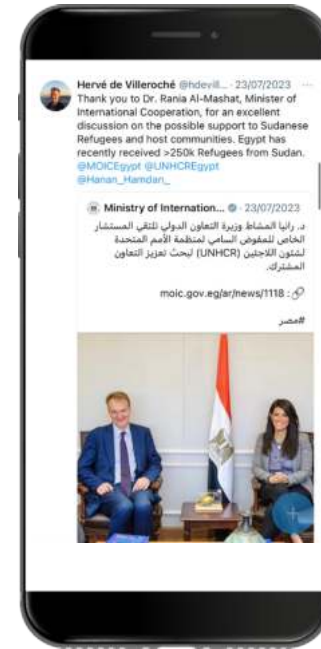 Hervé de Villeroché @hdevill... · 23/07/2023 ···
Thank you to Dr. Rania Al-Mashat, Minister of
International Cooperation, for an excellent
discussion on the possible support to Sudanese
Refugees and host communities. Egypt has
recently received >250k Refugees from Sudan.
@MOICEgypt @UNHCREgypt
@Hanan_Hamdan_
Ministry of Internation... · 23/07/2023
د. رانيا المشاط وزيرة التعاون الدولي تلتقي المستشار
الخاص للمفوض السامي لمنظمة الأمم المتحدة
لشئون اللاجئين (UNHCR) لبحث تعزيز التعاون
المشترك.
moic.gov.eg/ar/news/1118 :
#مصر